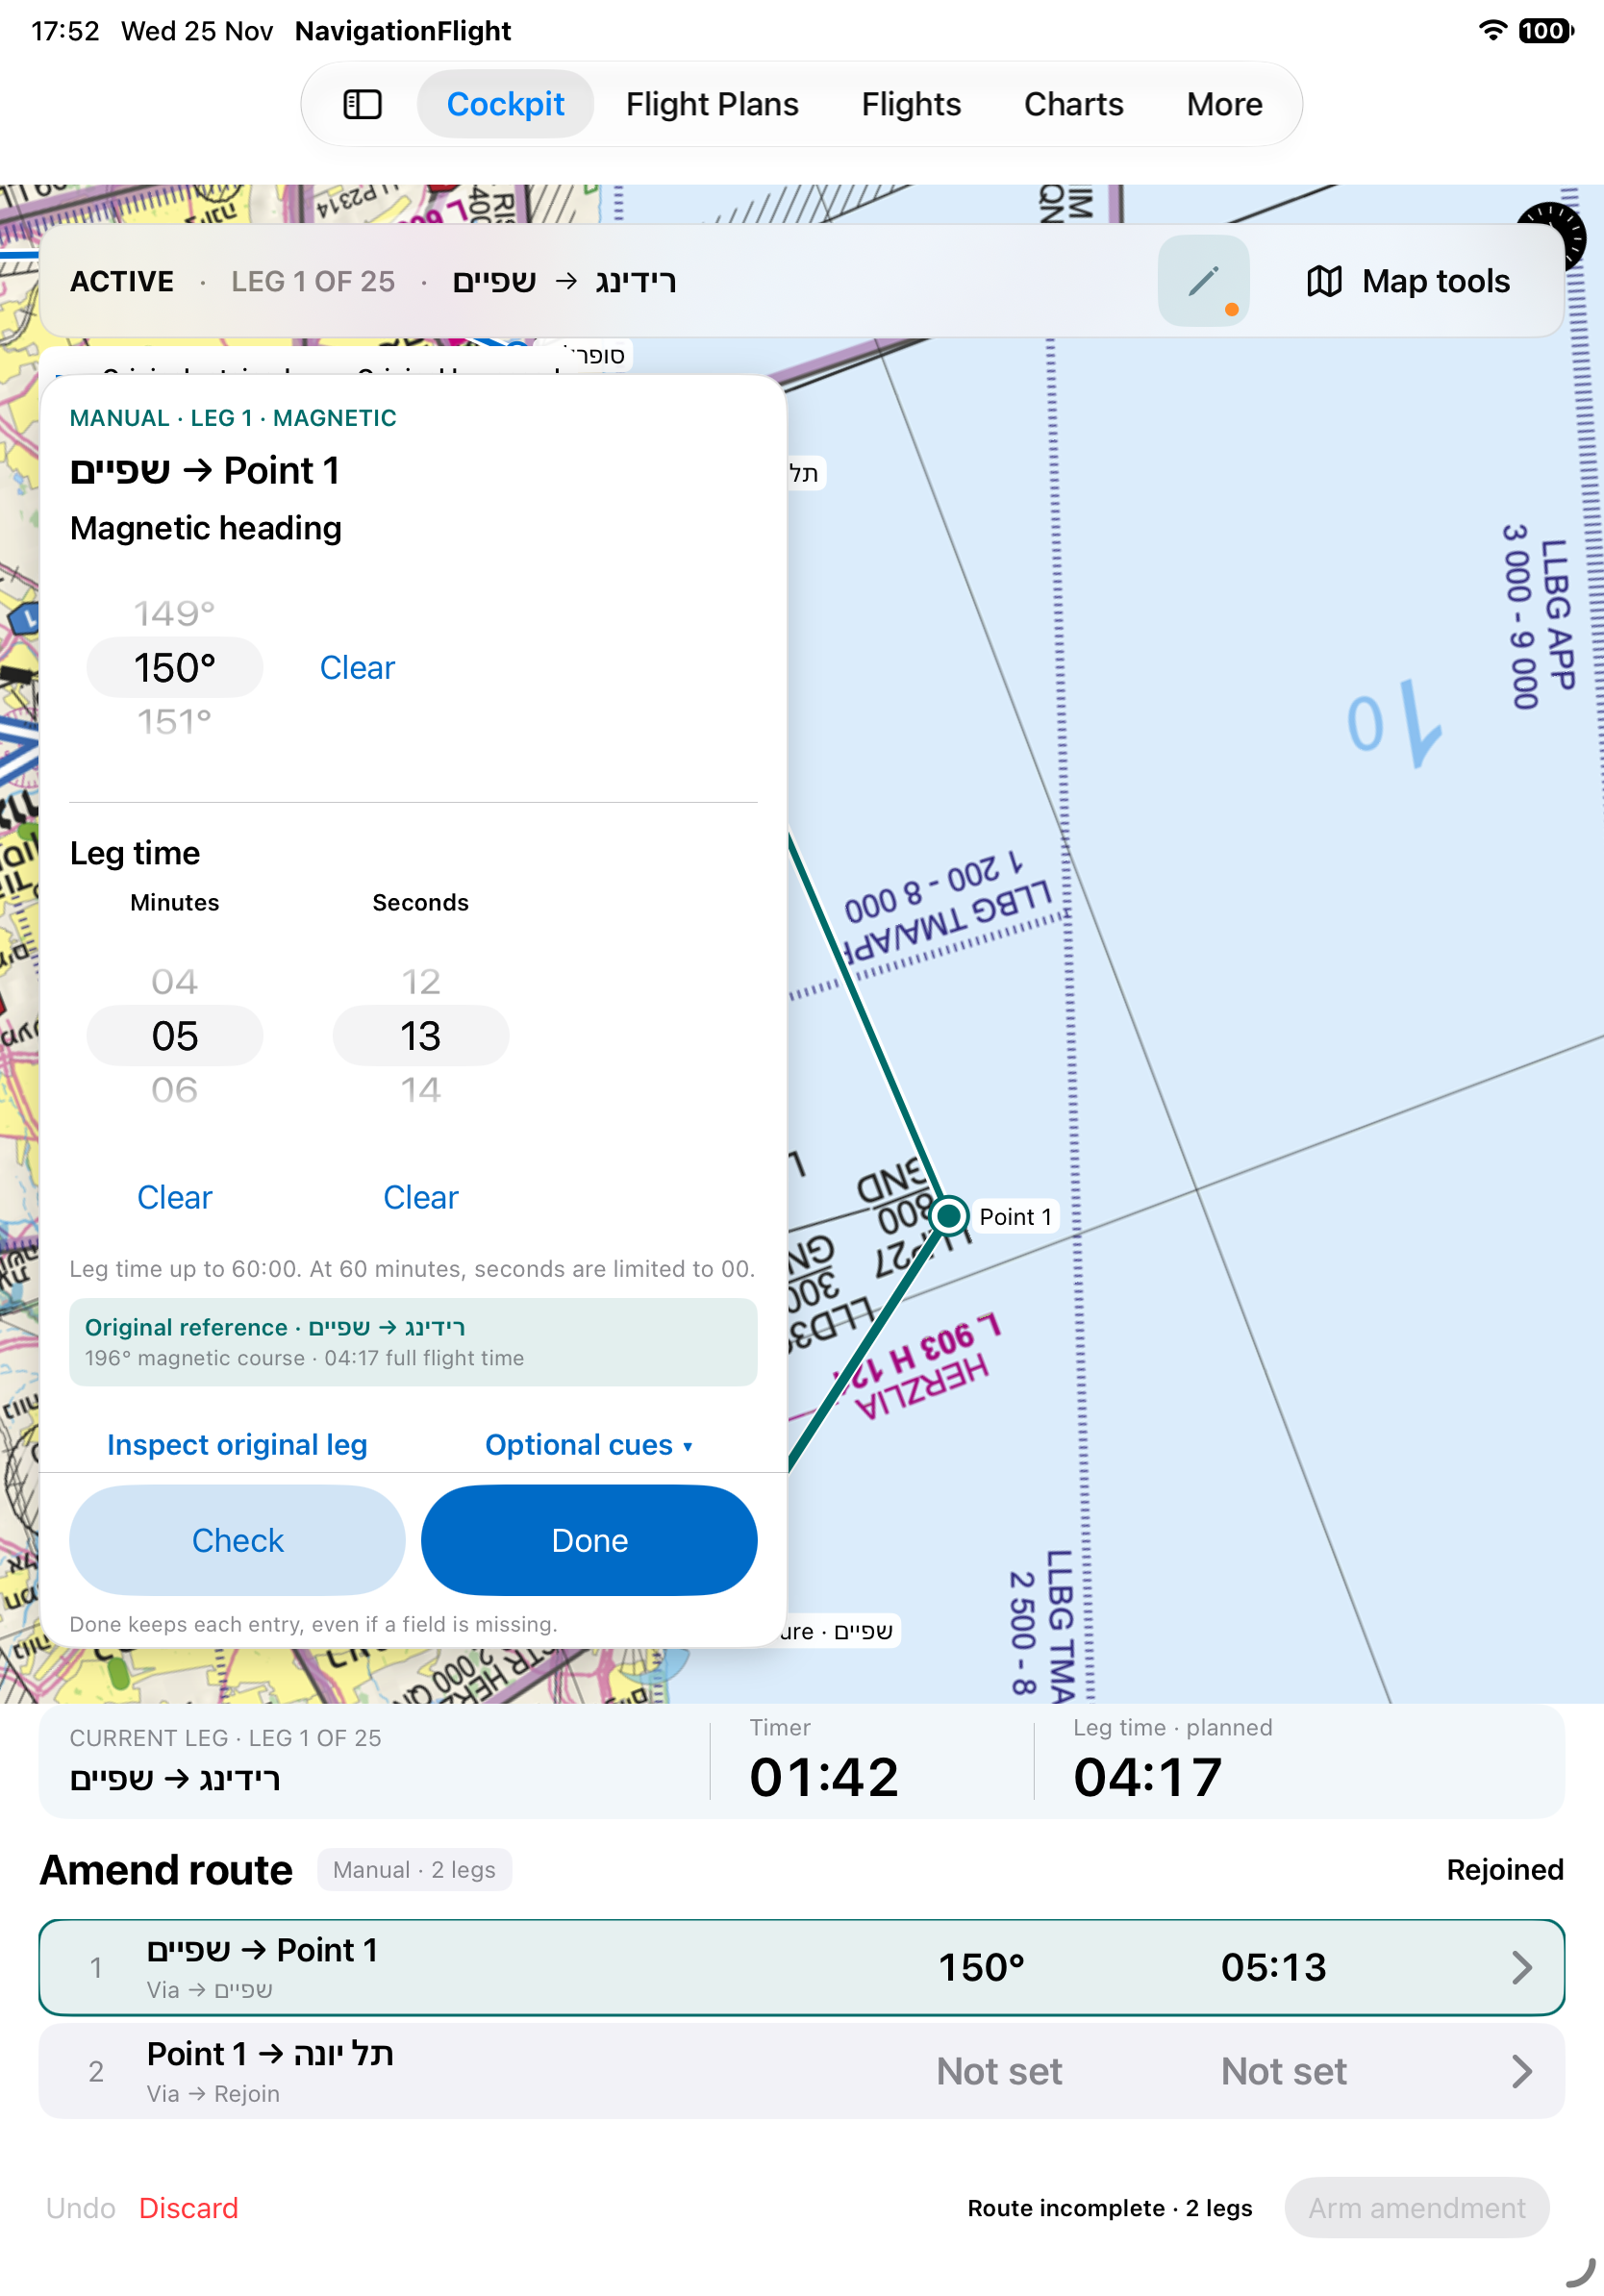 17:52 Wed 25 Nov NavigationFlight
100
Cockpit Flight Plans Flights Charts More
P2314
ACTIVE · LEG 1 OF 25 · שפיים → רידינג
Map tools
MANUAL · LEG 1 · MAGNETIC
שפיים → Point 1
Magnetic heading
149°
150° Clear
151°
Leg time
Minutes Seconds
04 12
05 13
06 14
Clear Clear
Leg time up to 60:00. At 60 minutes, seconds are limited to 00.
Original reference · שפיים → רידינג
196° magnetic course · 04:17 full flight time
Inspect original leg Optional cues ▾
Check Done
Done keeps each entry, even if a field is missing.
תל
LLBG APP
3 000 - 9 000
10
LLBG TMA/APP
1 200 - 8 000
Point 1
GND
HERZLIA
L 903 H 12
LLBG TMA
2 500 - 8
שפיים
CURRENT LEG · LEG 1 OF 25
שפיים → רידינג
Timer
01:42
Leg time · planned
04:17
Amend route Manual · 2 legs Rejoined
1 שפיים → Point 1 150° 05:13
Via → שפיים
2 Point 1 → תל יונה Not set Not set
Via → Rejoin
Undo Discard Route incomplete · 2 legs Arm amendment